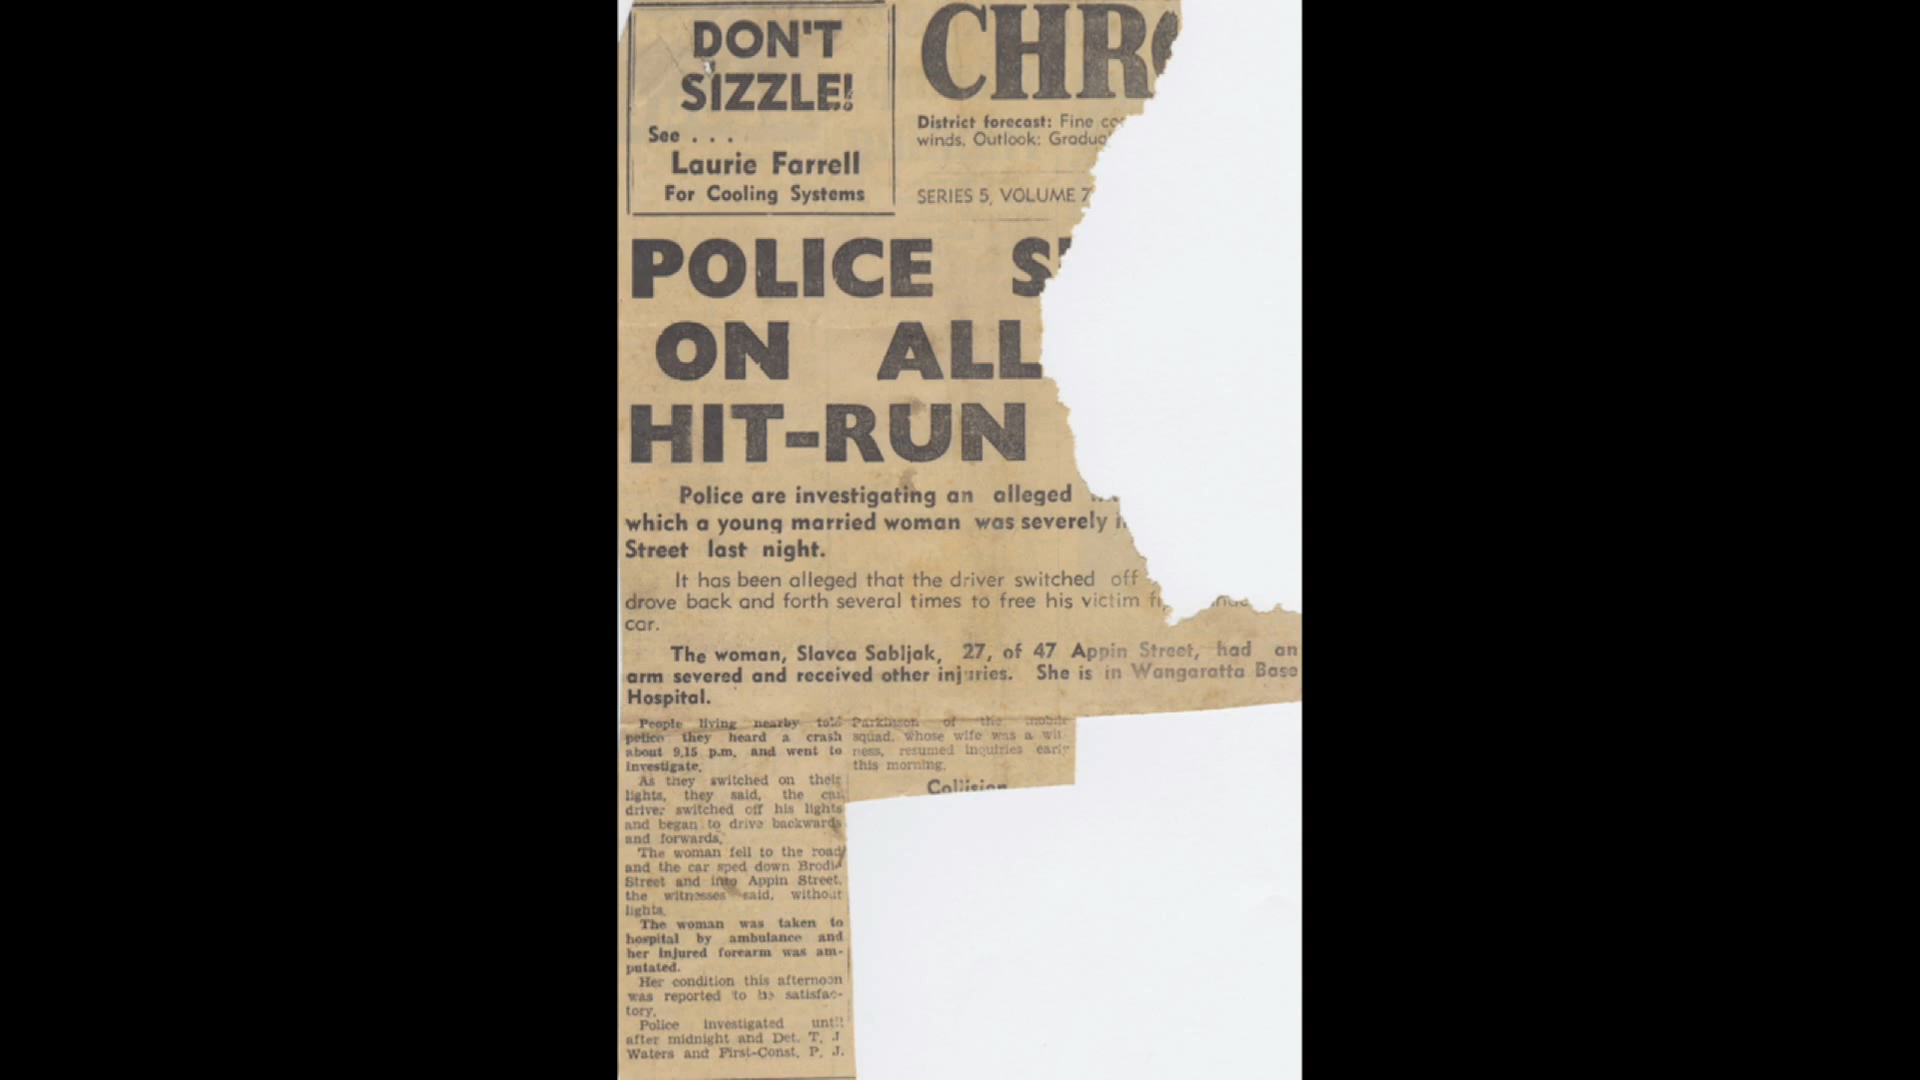 DON'T
SIZZLE!
See . . .
Laurie Farrell
For Cooling Systems
CHR
District forecast: Fine
winds. Outlook:
SERIES 5, VOLUME 7
POLICE
ON ALL
HIT-RUN
Police are investigating an alleged
which a young married woman was severely
Street last night.
It has been alleged that the driver switched off
drove back and forth several times to free his victim
car.
The woman, Slavca Sabljak, 27, of 47 Appin Street, had an
arm severed and received other injuries. She is in Wangaratta Base
Hospital.
People living nearby told
police they heard a crash
about 9.15 p.m. and went to
investigate.
As they switched on their
lights, they said, the car
driver switched off his lights
and began to drive backwards
and forwards.
The woman fell to the road
and the car sped down Brodie
Street and into Appin Street,
the witnesses said, without
lights.
The woman was taken to
hospital by ambulance and
her injured forearm was am-
putated.
Her condition this afternoon
was reported to be satisfac-
tory.
Police investigated until
after midnight and Det. T. J.
Waters and First-Const. P. J.
Parkinson of the mobile
squad, whose wife was a wit-
ness, resumed inquiries early
this morning.
Collision